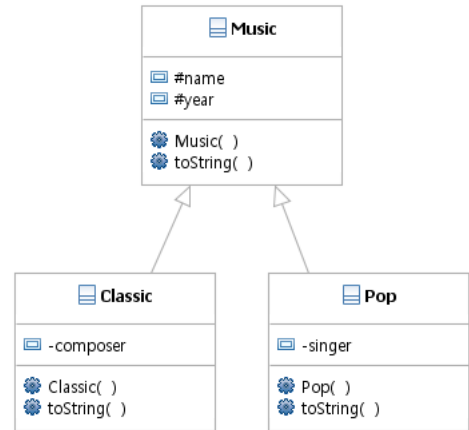 Music
#name
#year
Music( )
toString( )
Classic
-composer
Classic( )
toString( )
Pop
-singer
Pop( )
toString( )